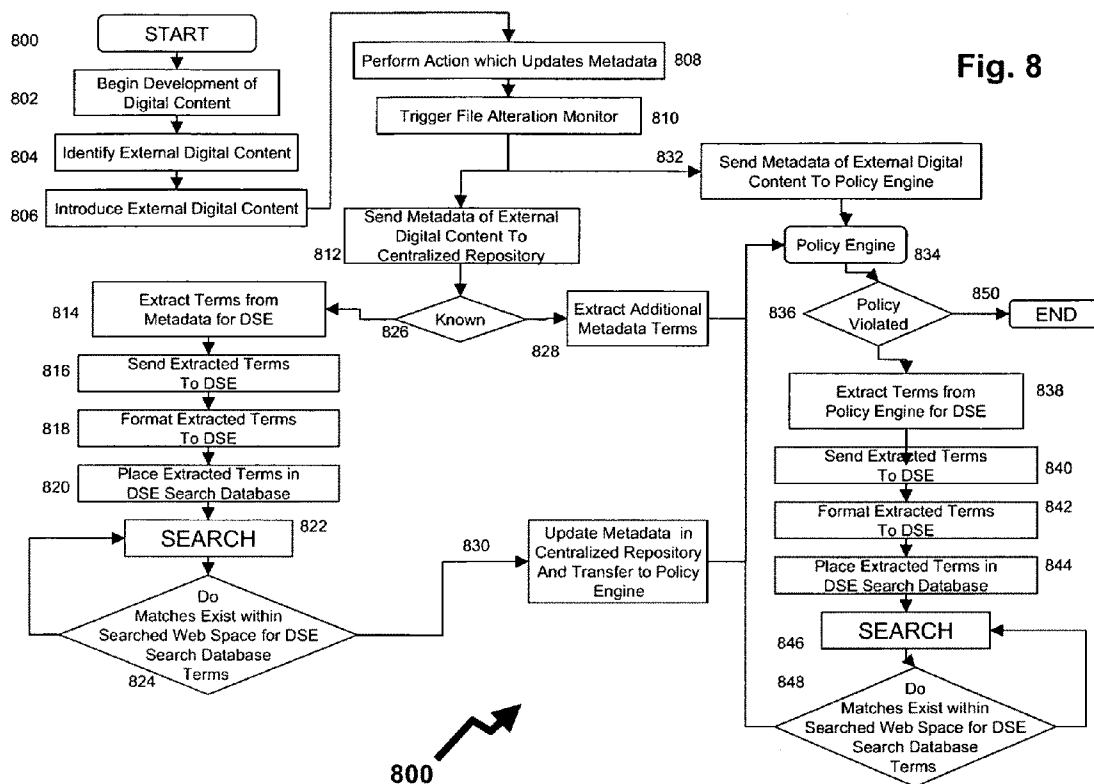 Fig. 8
800
START
802
Begin Development of
Digital Content
804
Identify External Digital Content
806
Introduce External Digital Content
Perform Action which Updates Metadata
808
Trigger File Alteration Monitor
810
832
Send Metadata of External Digital
Content To Policy Engine
812
Send Metadata of External
Digital Content To
Centralized Repository
Policy Engine
834
814
Extract Terms from
Metadata for DSE
826
Known
828
Extract Additional
Metadata Terms
836
Policy
Violated
850
END
816
Send Extracted Terms
To DSE
838
Extract Terms from
Policy Engine for DSE
818
Format Extracted Terms
To DSE
840
Send Extracted Terms
To DSE
820
Place Extracted Terms in
DSE Search Database
842
Format Extracted Terms
To DSE
822
SEARCH
830
Update Metadata in
Centralized Repository
And Transfer to Policy
Engine
844
Place Extracted Terms in
DSE Search Database
Do
Matches Exist within
Searched Web Space for DSE
Search Database
Terms
824
846
SEARCH
848
Do
Matches Exist within
Searched Web Space for DSE
Search Database
Terms
800